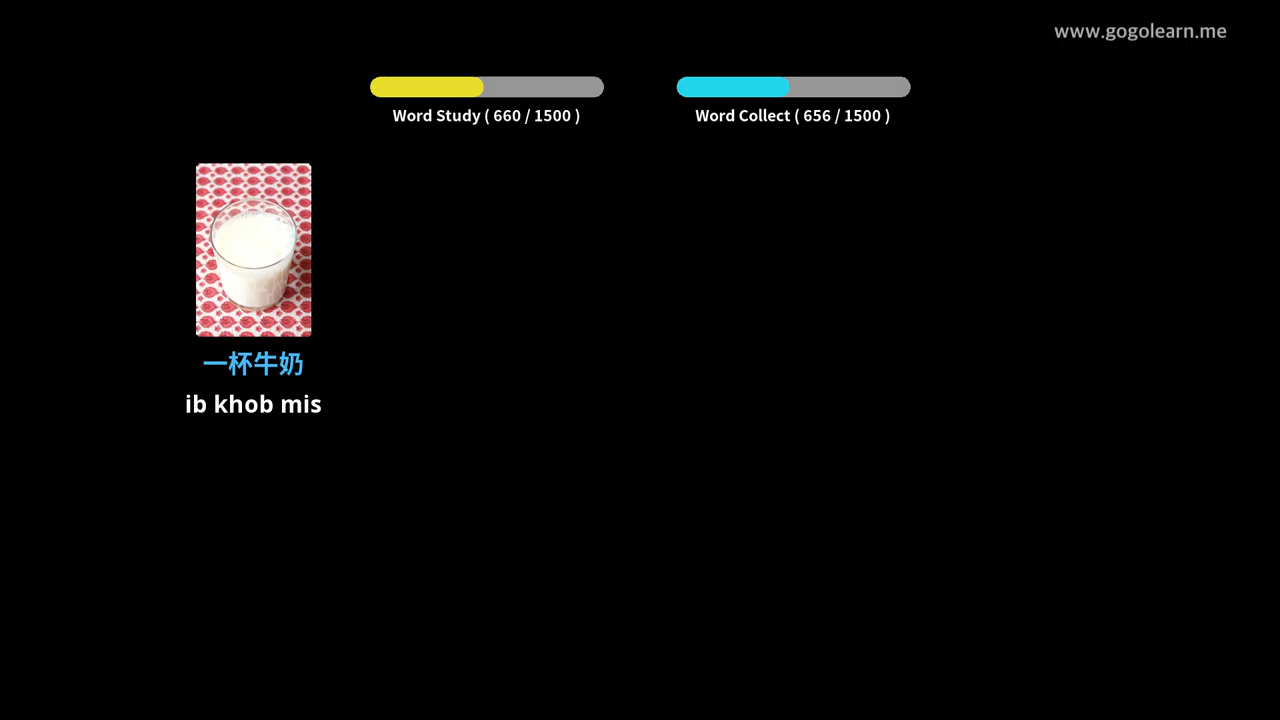 www.gogolearn.me
Word Study ( 660 / 1500 )
Word Collect ( 656 / 1500 )
一杯牛奶
ib khob mis